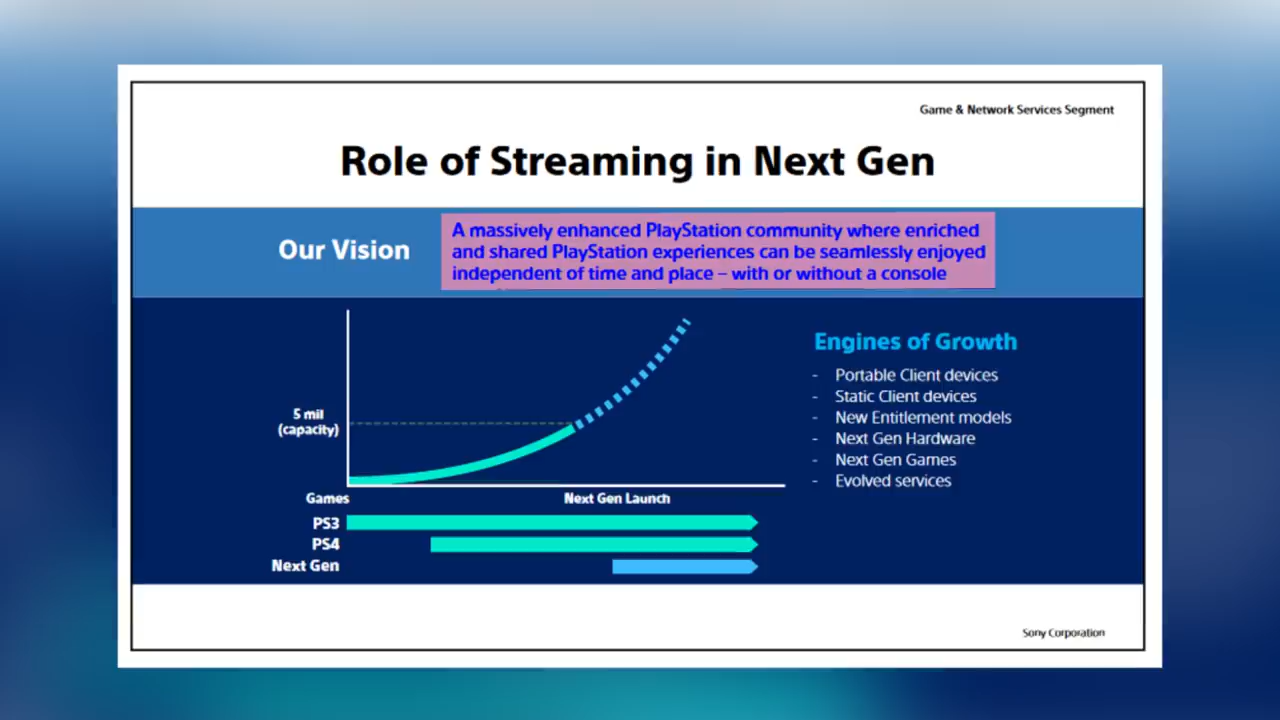 Game & Network Services Segment
Role of Streaming in Next Gen
Our Vision
A massively enhanced PlayStation community where enriched
and shared PlayStation experiences can be seamlessly enjoyed
independent of time and place – with or without a console
Engines of Growth
- Portable Client devices
- Static Client devices
- New Entitlement models
- Next Gen Hardware
- Next Gen Games
- Evolved services
5 mil
(capacity)
Games
Next Gen Launch
PS3
PS4
Next Gen
Sony Corporation